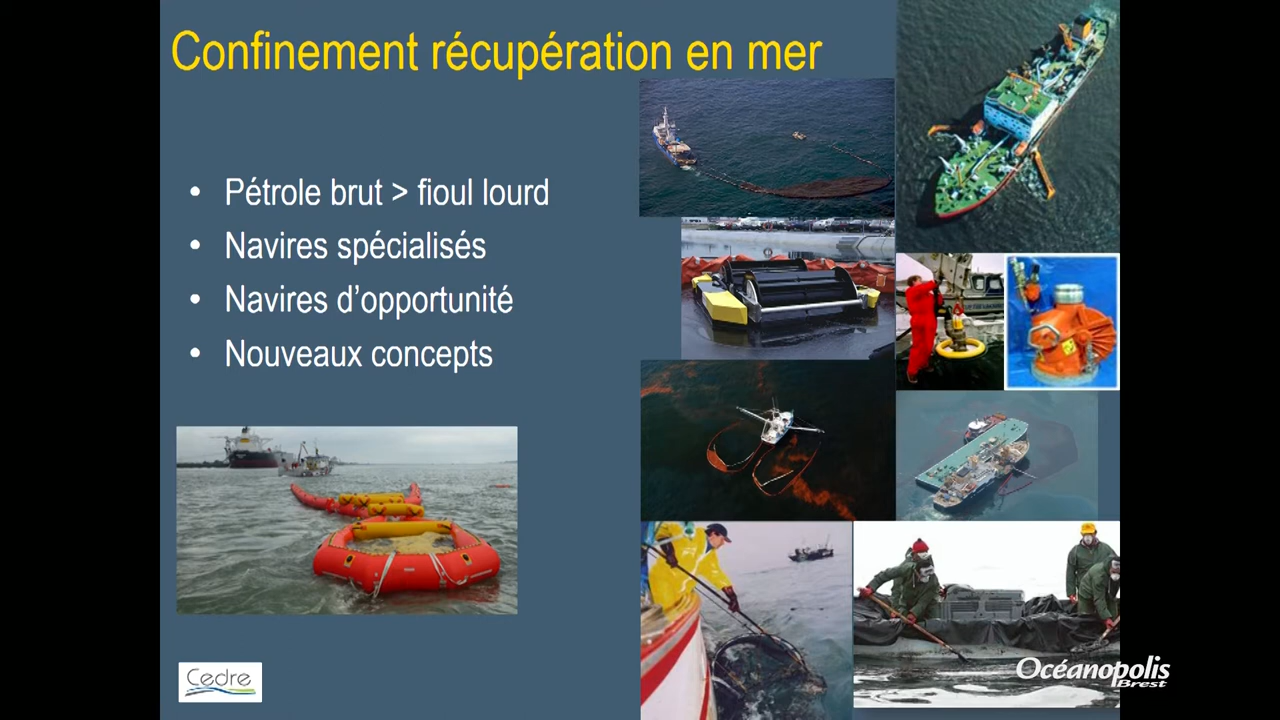 Confinement récupération en mer
• Pétrole brut > fioul lourd
• Navires spécialisés
• Navires d’opportunité
• Nouveaux concepts
Cedre
Océanopolis
Brest